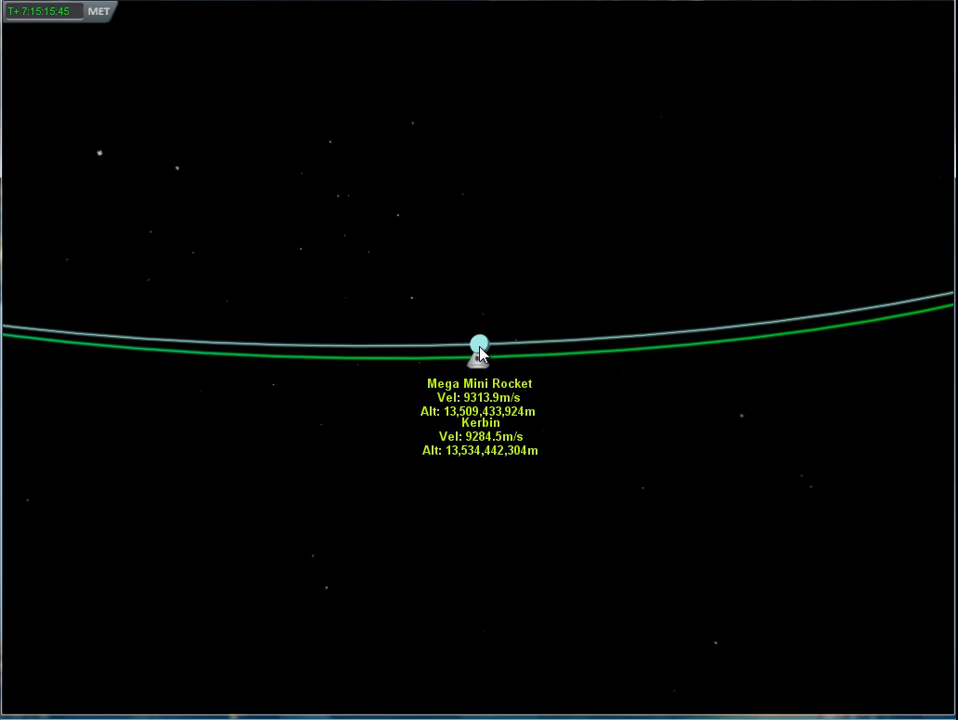 T+ 7:15:15:45 MET
Mega Mini Rocket
Vel: 9313.9m/s
Alt: 13,509,433,924m
Kerbin
Vel: 9284.5m/s
Alt: 13,534,442,304m